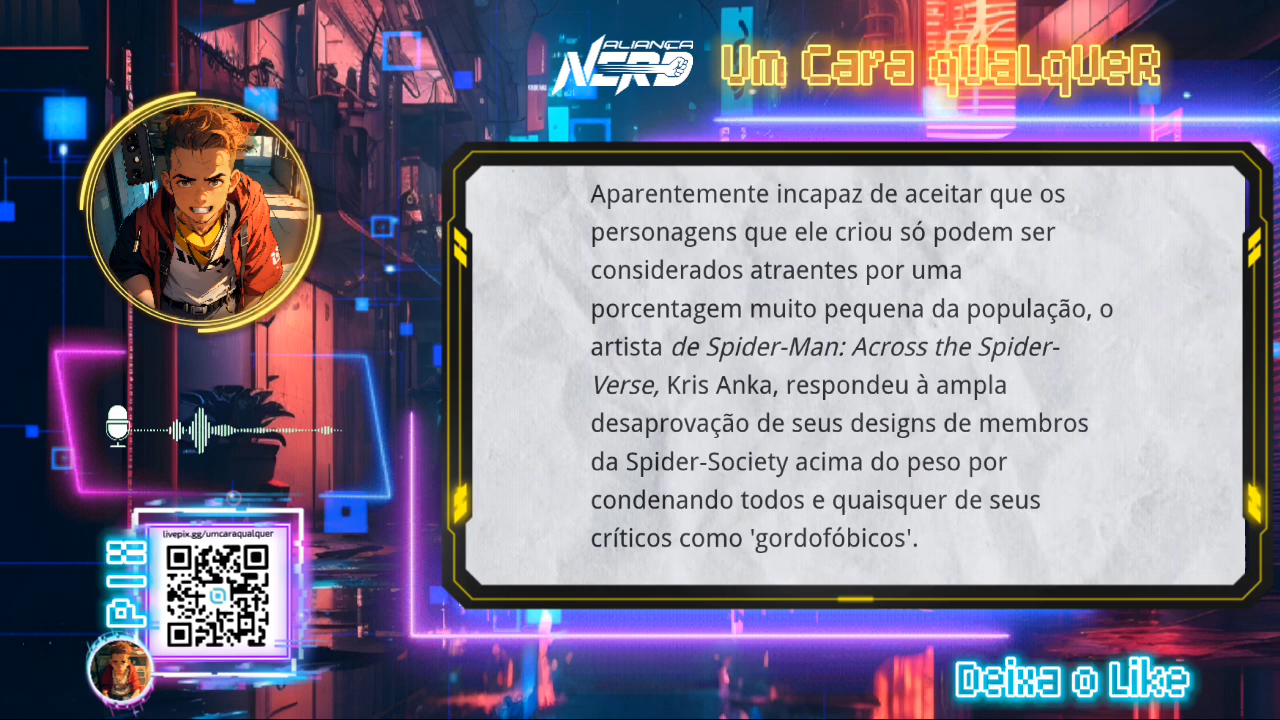 ALIANÇA
NERD
Um Cara qUaLqUeR
Aparentemente incapaz de aceitar que os
personagens que ele criou só podem ser
considerados atraentes por uma
porcentagem muito pequena da população, o
artista de Spider-Man: Across the Spider-
Verse, Kris Anka, respondeu à ampla
desaprovação de seus designs de membros
da Spider-Society acima do peso por
condenando todos e quaisquer de seus
críticos como 'gordofóbicos'.
livepix.gg/umcaraqualquer
PIX
Deixa o Like